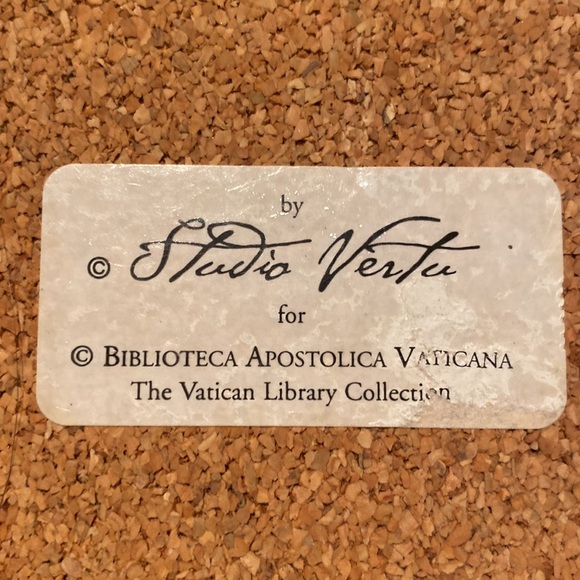 by
© Studio Vertu
for
© BIBLIOTECA APOSTOLICA VATICANA
The Vatican Library Collection